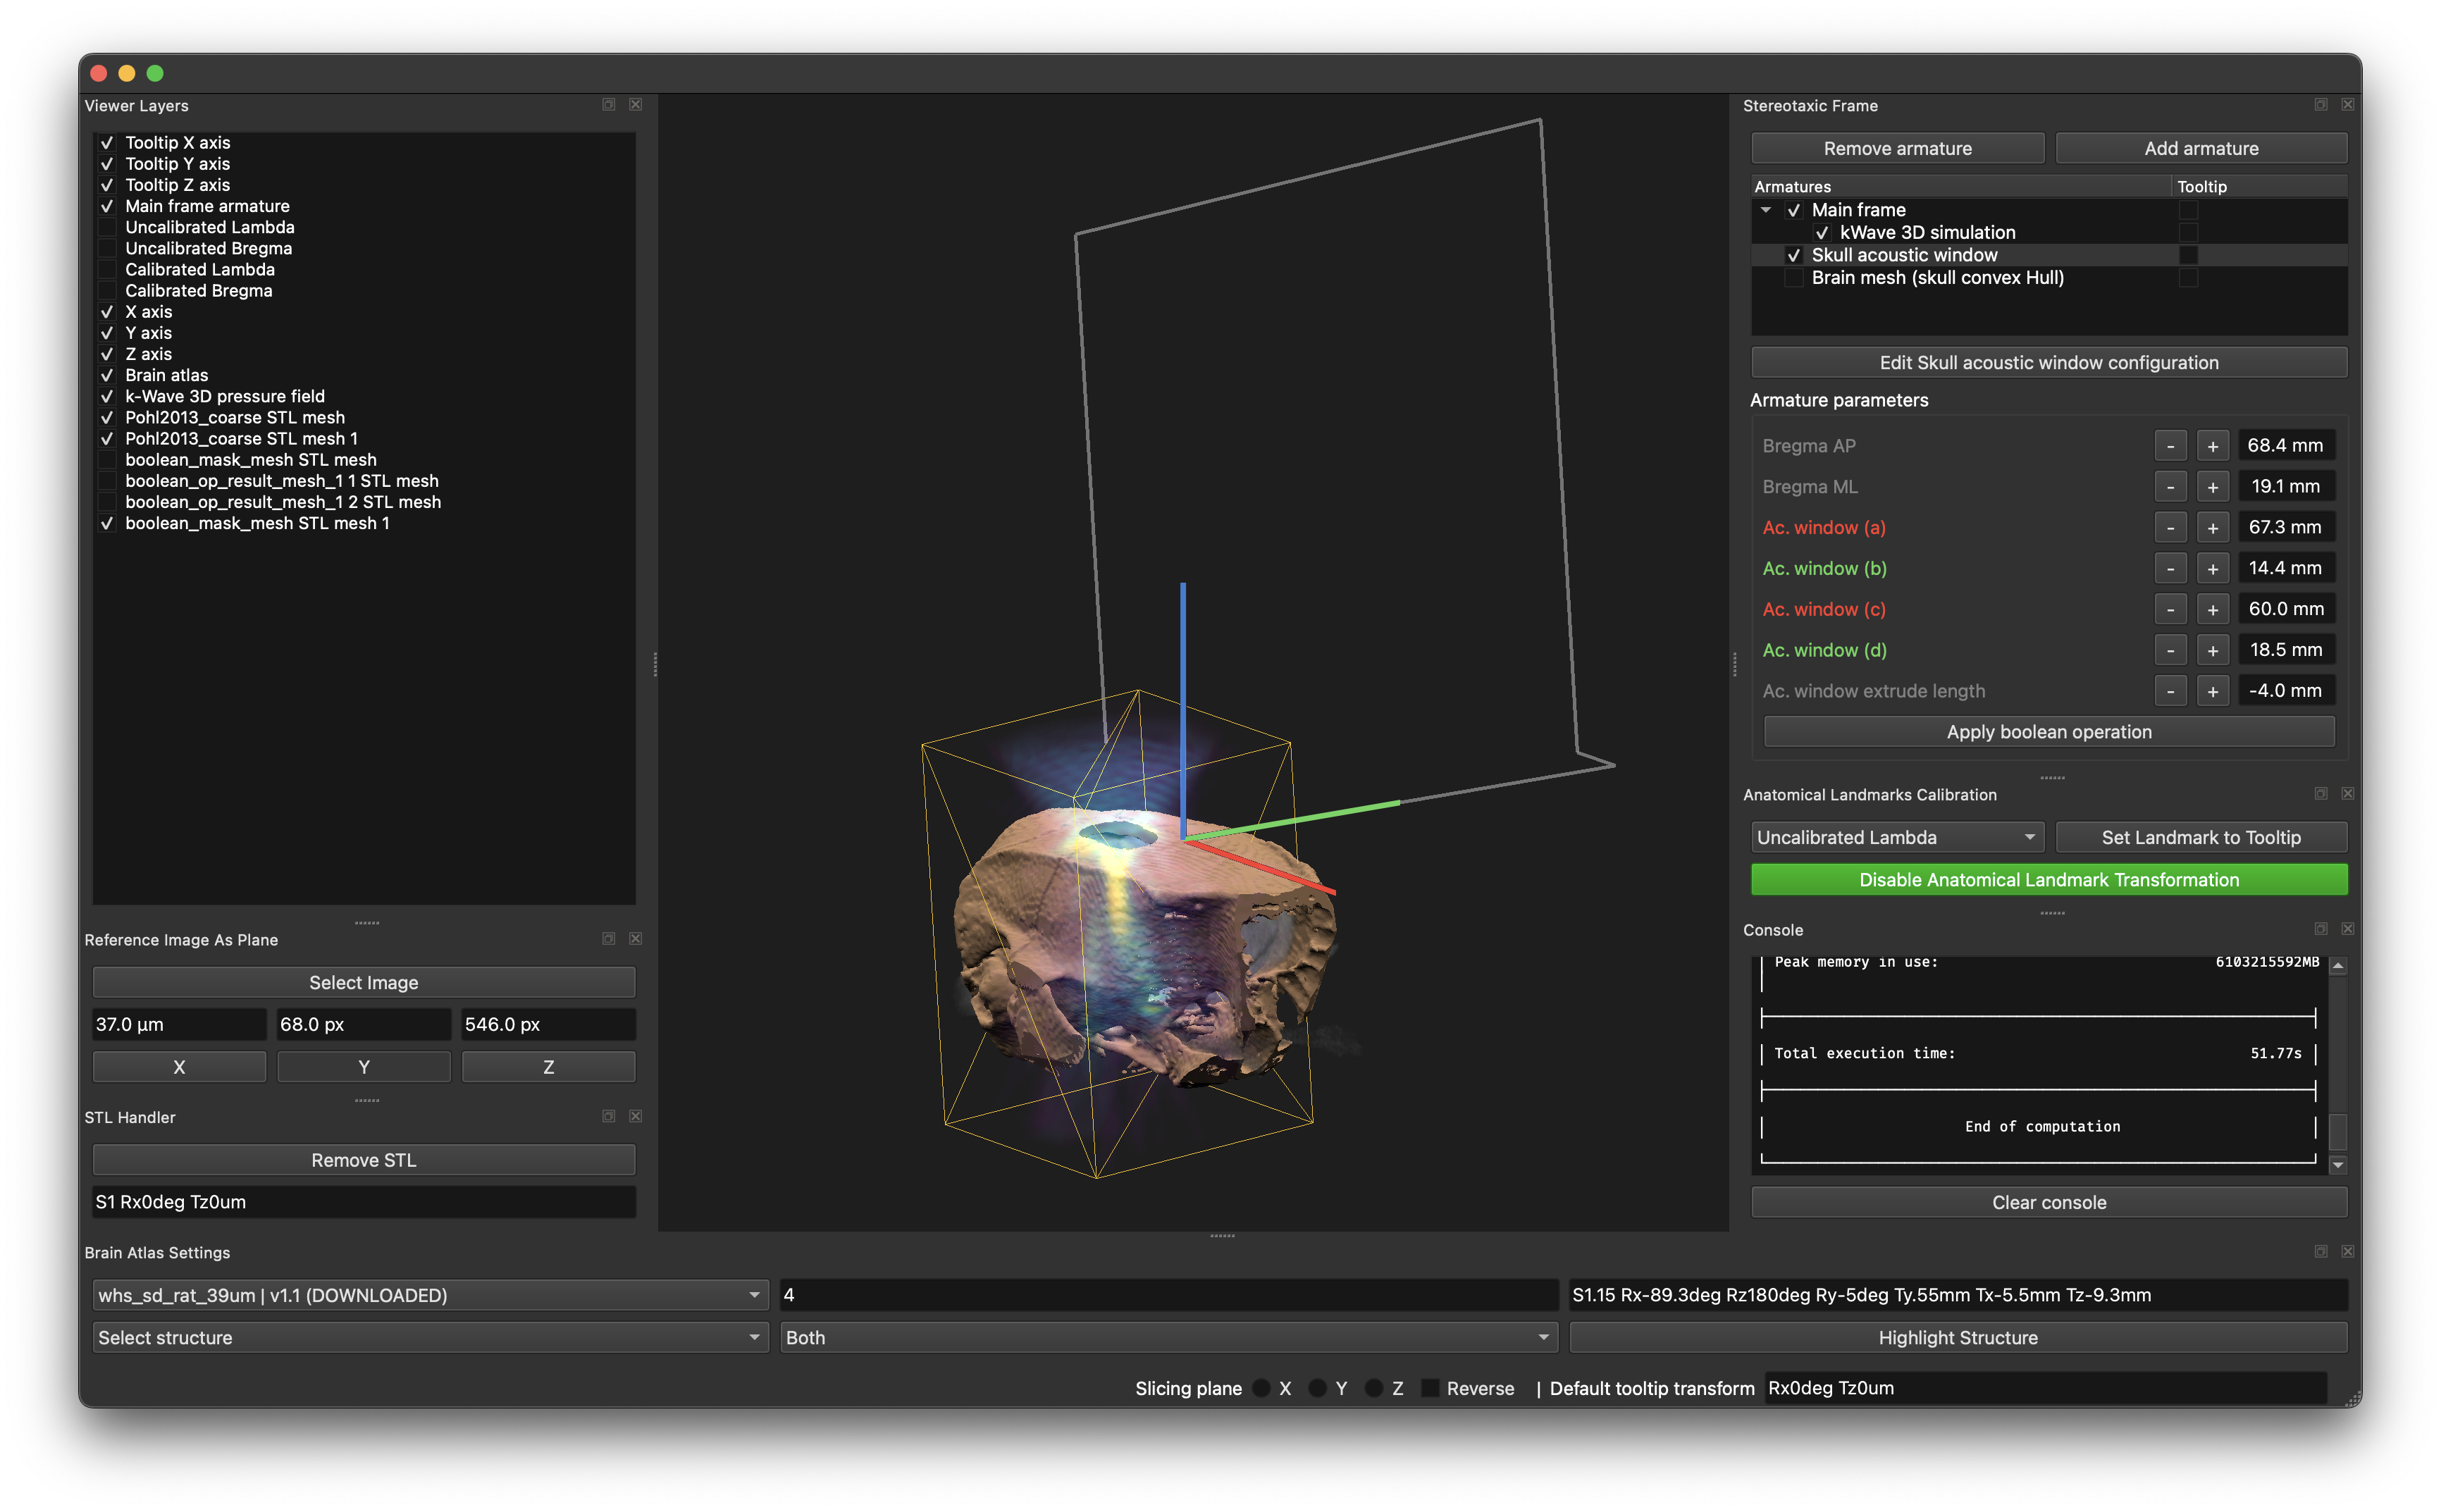 Viewer Layers
Tooltip X axis
Tooltip Y axis
Tooltip Z axis
Main frame armature
Uncalibrated Lambda
Uncalibrated Bregma
Calibrated Lambda
Calibrated Bregma
X axis
Y axis
Z axis
Brain atlas
k-Wave 3D pressure field
Pohl2013_coarse STL mesh
Pohl2013_coarse STL mesh 1
boolean_mask_mesh STL mesh
boolean_op_result_mesh_1 1 STL mesh
boolean_op_result_mesh_1 2 STL mesh
boolean_mask_mesh STL mesh 1
Reference Image As Plane
Select Image
37.0 µm 68.0 px 546.0 px
X Y Z
STL Handler
Remove STL
S1 Rx0deg Tz0um
Stereotaxic Frame
Remove armature Add armature
Armatures Tooltip
Main frame
kWave 3D simulation
Skull acoustic window
Brain mesh (skull convex Hull)
Edit Skull acoustic window configuration
Armature parameters
Bregma AP - + 68.4 mm
Bregma ML - + 19.1 mm
Ac. window (a) - + 67.3 mm
Ac. window (b) - + 14.4 mm
Ac. window (c) - + 60.0 mm
Ac. window (d) - + 18.5 mm
Ac. window extrude length - + -4.0 mm
Apply boolean operation
Anatomical Landmarks Calibration
Uncalibrated Lambda Set Landmark to Tooltip
Disable Anatomical Landmark Transformation
Console
Peak memory in use: 6103215592MB
Total execution time: 51.77s
End of computation
Clear console
Brain Atlas Settings
whs_sd_rat_39um | v1.1 (DOWNLOADED) 4 S1.15 Rx-89.3deg Rz180deg Ry-5deg Ty.55mm Tx-5.5mm Tz-9.3mm
Select structure Both Highlight Structure
Slicing plane X Y Z Reverse | Default tooltip transform Rx0deg Tz0um